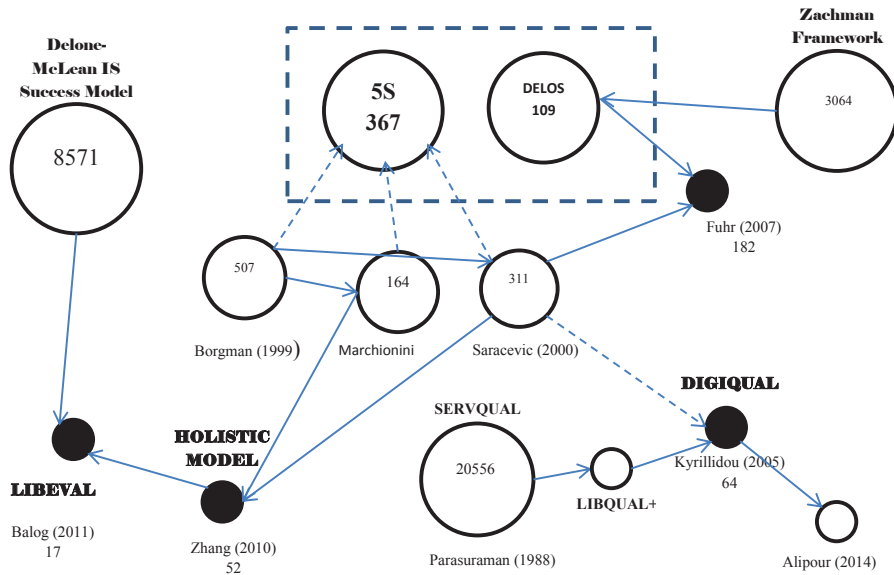 Delone-
McLean IS
Success Model
8571
5S
367
DELOS
109
Zachman
Framework
3064
Fuhr (2007)
182
507
164
311
Borgman (1999)
Marchionini
Saracevic (2000)
DIGIQUAL
SERVQUAL
HOLISTIC
MODEL
20556
Kyrillidou (2005)
64
LIBQUAL+
LIBEVAL
Balog (2011)
17
Zhang (2010)
52
Parasuraman (1988)
Alipour (2014)